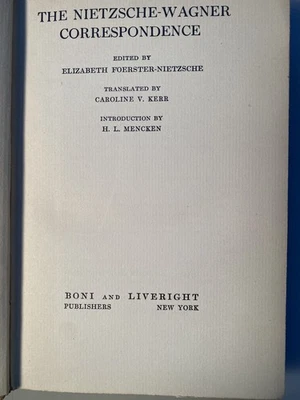 THE NIETZSCHE-WAGNER
CORRESPONDENCE
EDITED BY
ELIZABETH FOERSTER-NIETZSCHE
TRANSLATED BY
CAROLINE V. KERR
INTRODUCTION BY
H. L. MENCKEN
BONI AND LIVERIGHT
PUBLISHERS NEW YORK